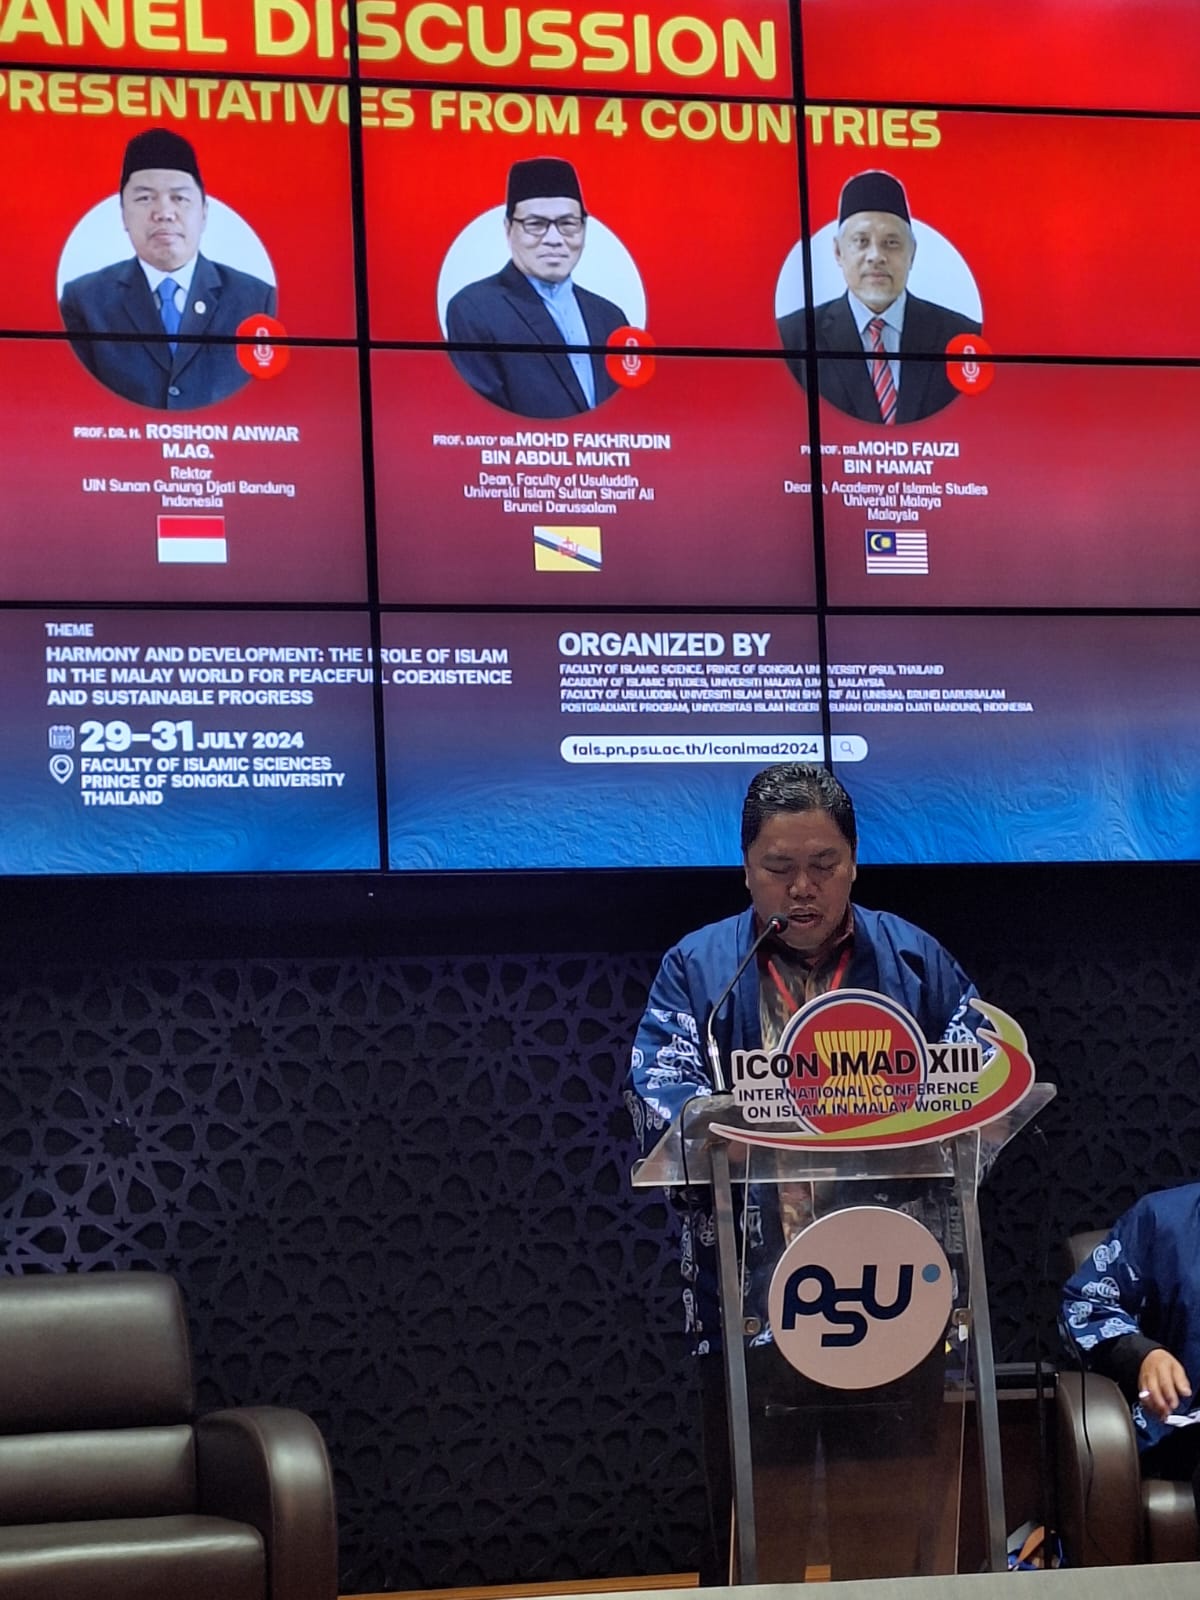 ANEL DISCUSSION
PRESENTATIVES FROM 4 COUNTRIES
PROF. DR. H. ROSIHON ANWAR
M.AG.
Rektor
UIN Sunan Gunung Djati Bandung
Indonesia
PROF. DATO' DR.MOHD FAKHRUDIN
BIN ABDUL MUKTI
Dean, Faculty of Usuluddin
Universiti Islam Sultan Sharif Ali
Brunei Darussalam
PROF. DR.MOHD FAUZI
BIN HAMAT
Dean, Academy of Islamic Studies
Universiti Malaya
Malaysia
THEME
HARMONY AND DEVELOPMENT: THE ROLE OF ISLAM
IN THE MALAY WORLD FOR PEACEFUL COEXISTENCE
AND SUSTAINABLE PROGRESS
29-31 JULY 2024
FACULTY OF ISLAMIC SCIENCES
PRINCE OF SONGKLA UNIVERSITY
THAILAND
ORGANIZED BY
FACULTY OF ISLAMIC SCIENCE, PRINCE OF SONGKLA UNIVERSITY (PSU), THAILAND
ACADEMY OF ISLAMIC STUDIES, UNIVERSITI MALAYA (UM), MALAYSIA
FACULTY OF USULUDDIN, UNIVERSITI ISLAM SULTAN SHARIF ALI (UNISSA), BRUNEI DARUSSALAM
POSTGRADUATE PROGRAM, UNIVERSITAS ISLAM NEGERI SUNAN GUNUNG DJATI BANDUNG, INDONESIA
fais.pn.psu.ac.th/iconimad2024
ICON IMAD XIII
INTERNATIONAL CONFERENCE
ON ISLAM IN MALAY WORLD
PSU